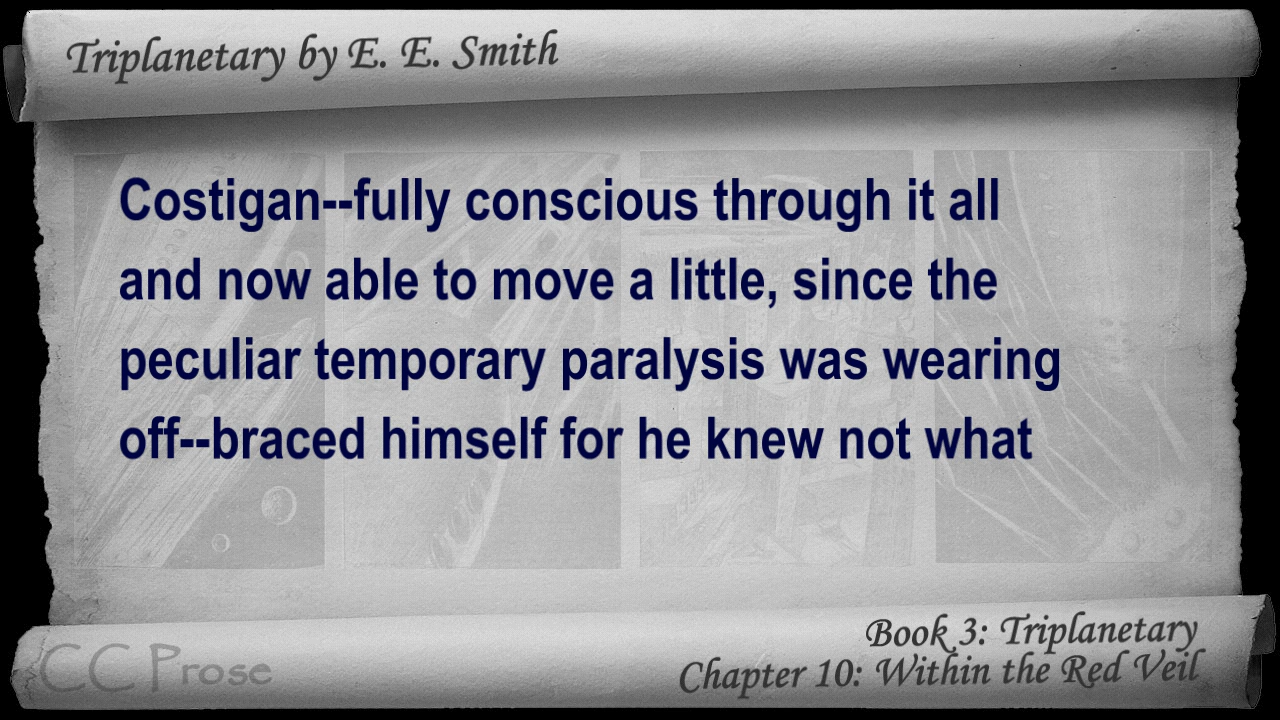 Triplanetary by E. E. Smith
Costigan--fully conscious through it all
and now able to move a little, since the
peculiar temporary paralysis was wearing
off--braced himself for he knew not what
Book 3: Triplanetary
Chapter 10: Within the Red Veil
CC Prose